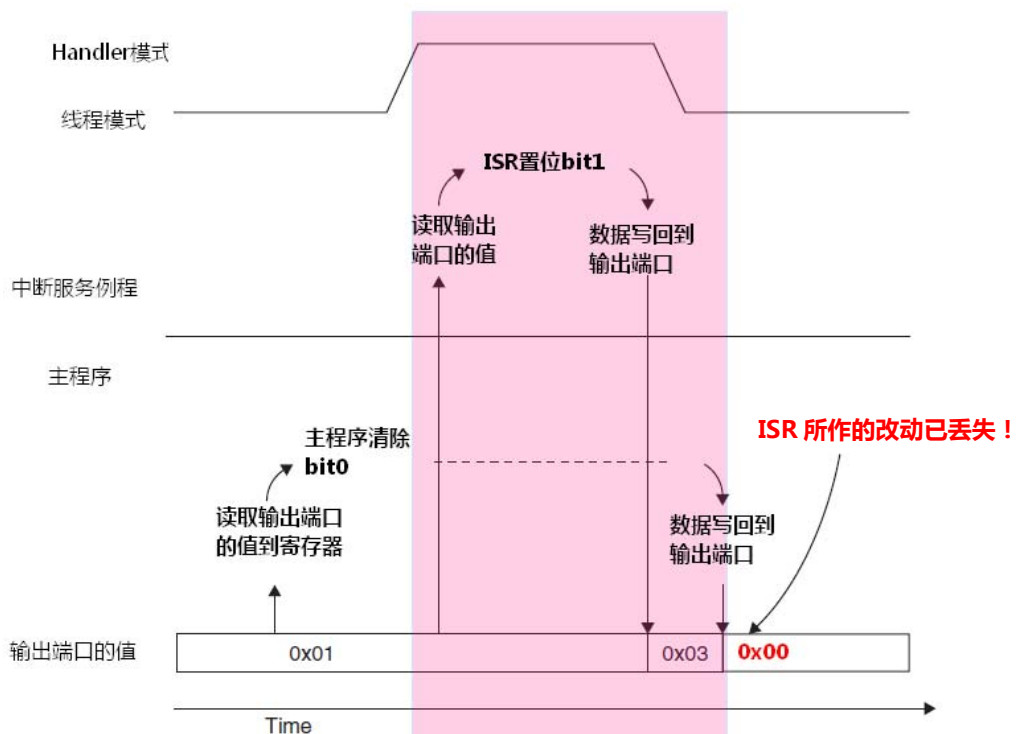 Handler模式
线程模式
ISR置位bit1
读取输出
端口的值
数据写回到
输出端口
中断服务例程
主程序
ISR 所作的改动已丢失！
主程序清除
bit0
读取输出端口
的值到寄存器
数据写回到
输出端口
输出端口的值
0x01
0x03
0x00
Time